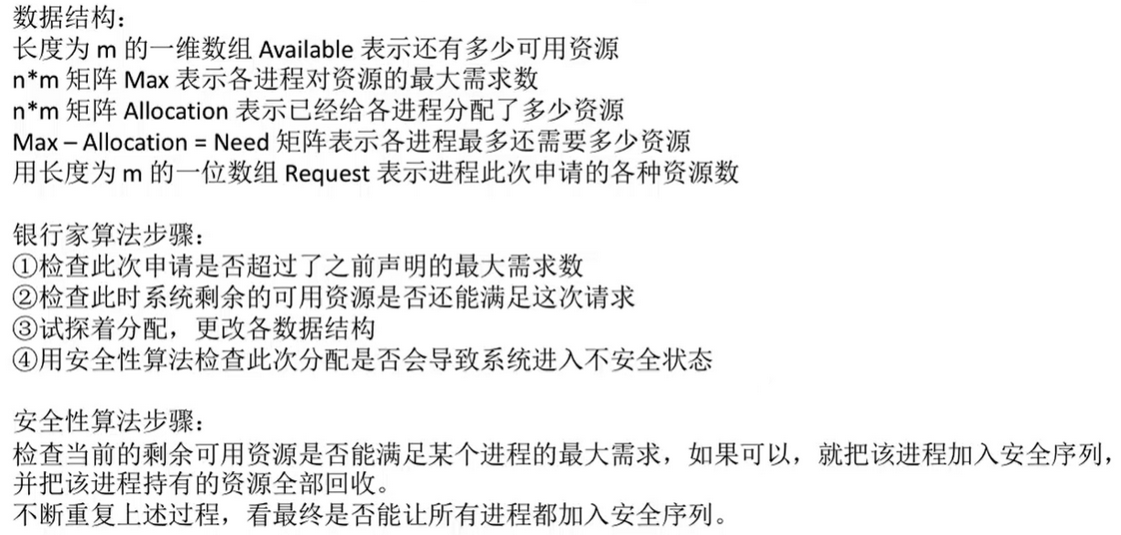 数据结构：
长度为 m 的一维数组 Available 表示还有多少可用资源
n*m 矩阵 Max 表示各进程对资源的最大需求数
n*m 矩阵 Allocation 表示已经给各进程分配了多少资源
Max – Allocation = Need 矩阵表示各进程最多还需要多少资源
用长度为 m 的一位数组 Request 表示进程此次申请的各种资源数
银行家算法步骤：
①检查此次申请是否超过了之前声明的最大需求数
②检查此时系统剩余的可用资源是否还能满足这次请求
③试探着分配，更改各数据结构
④用安全性算法检查此次分配是否会导致系统进入不安全状态
安全性算法步骤：
检查当前的剩余可用资源是否能满足某个进程的最大需求，如果可以，就把该进程加入安全序列，
并把该进程持有的资源全部回收。
不断重复上述过程，看最终是否能让所有进程都加入安全序列。